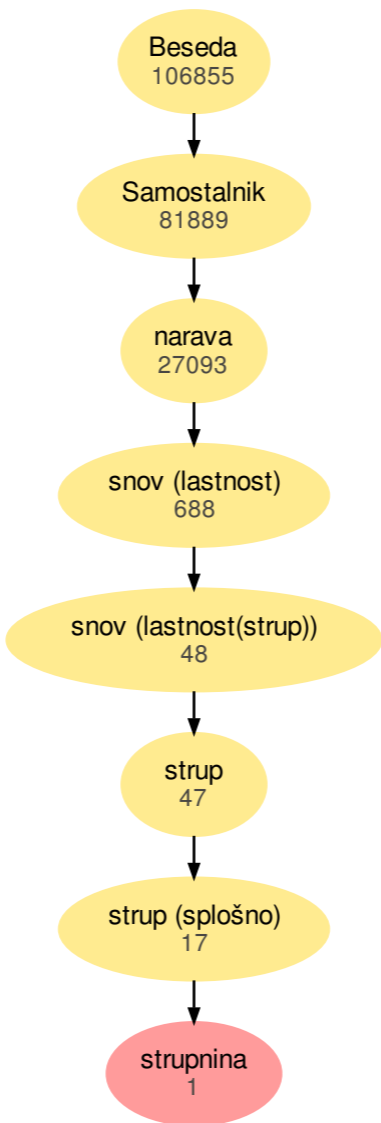 Beseda
106855
Samostalnik
81889
narava
27093
snov (lastnost)
688
snov (lastnost(strup))
48
strup
47
strup (splošno)
17
strupnina
1